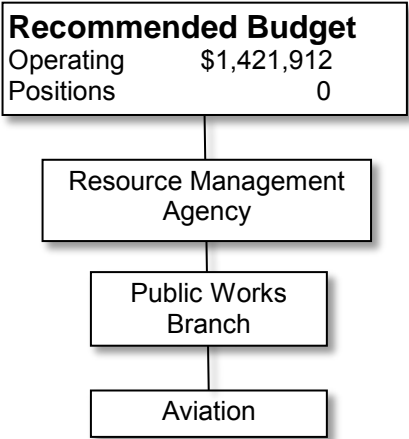 Recommended Budget
Operating $1,421,912
Positions 0
Resource Management
Agency
Public Works
Branch
Aviation